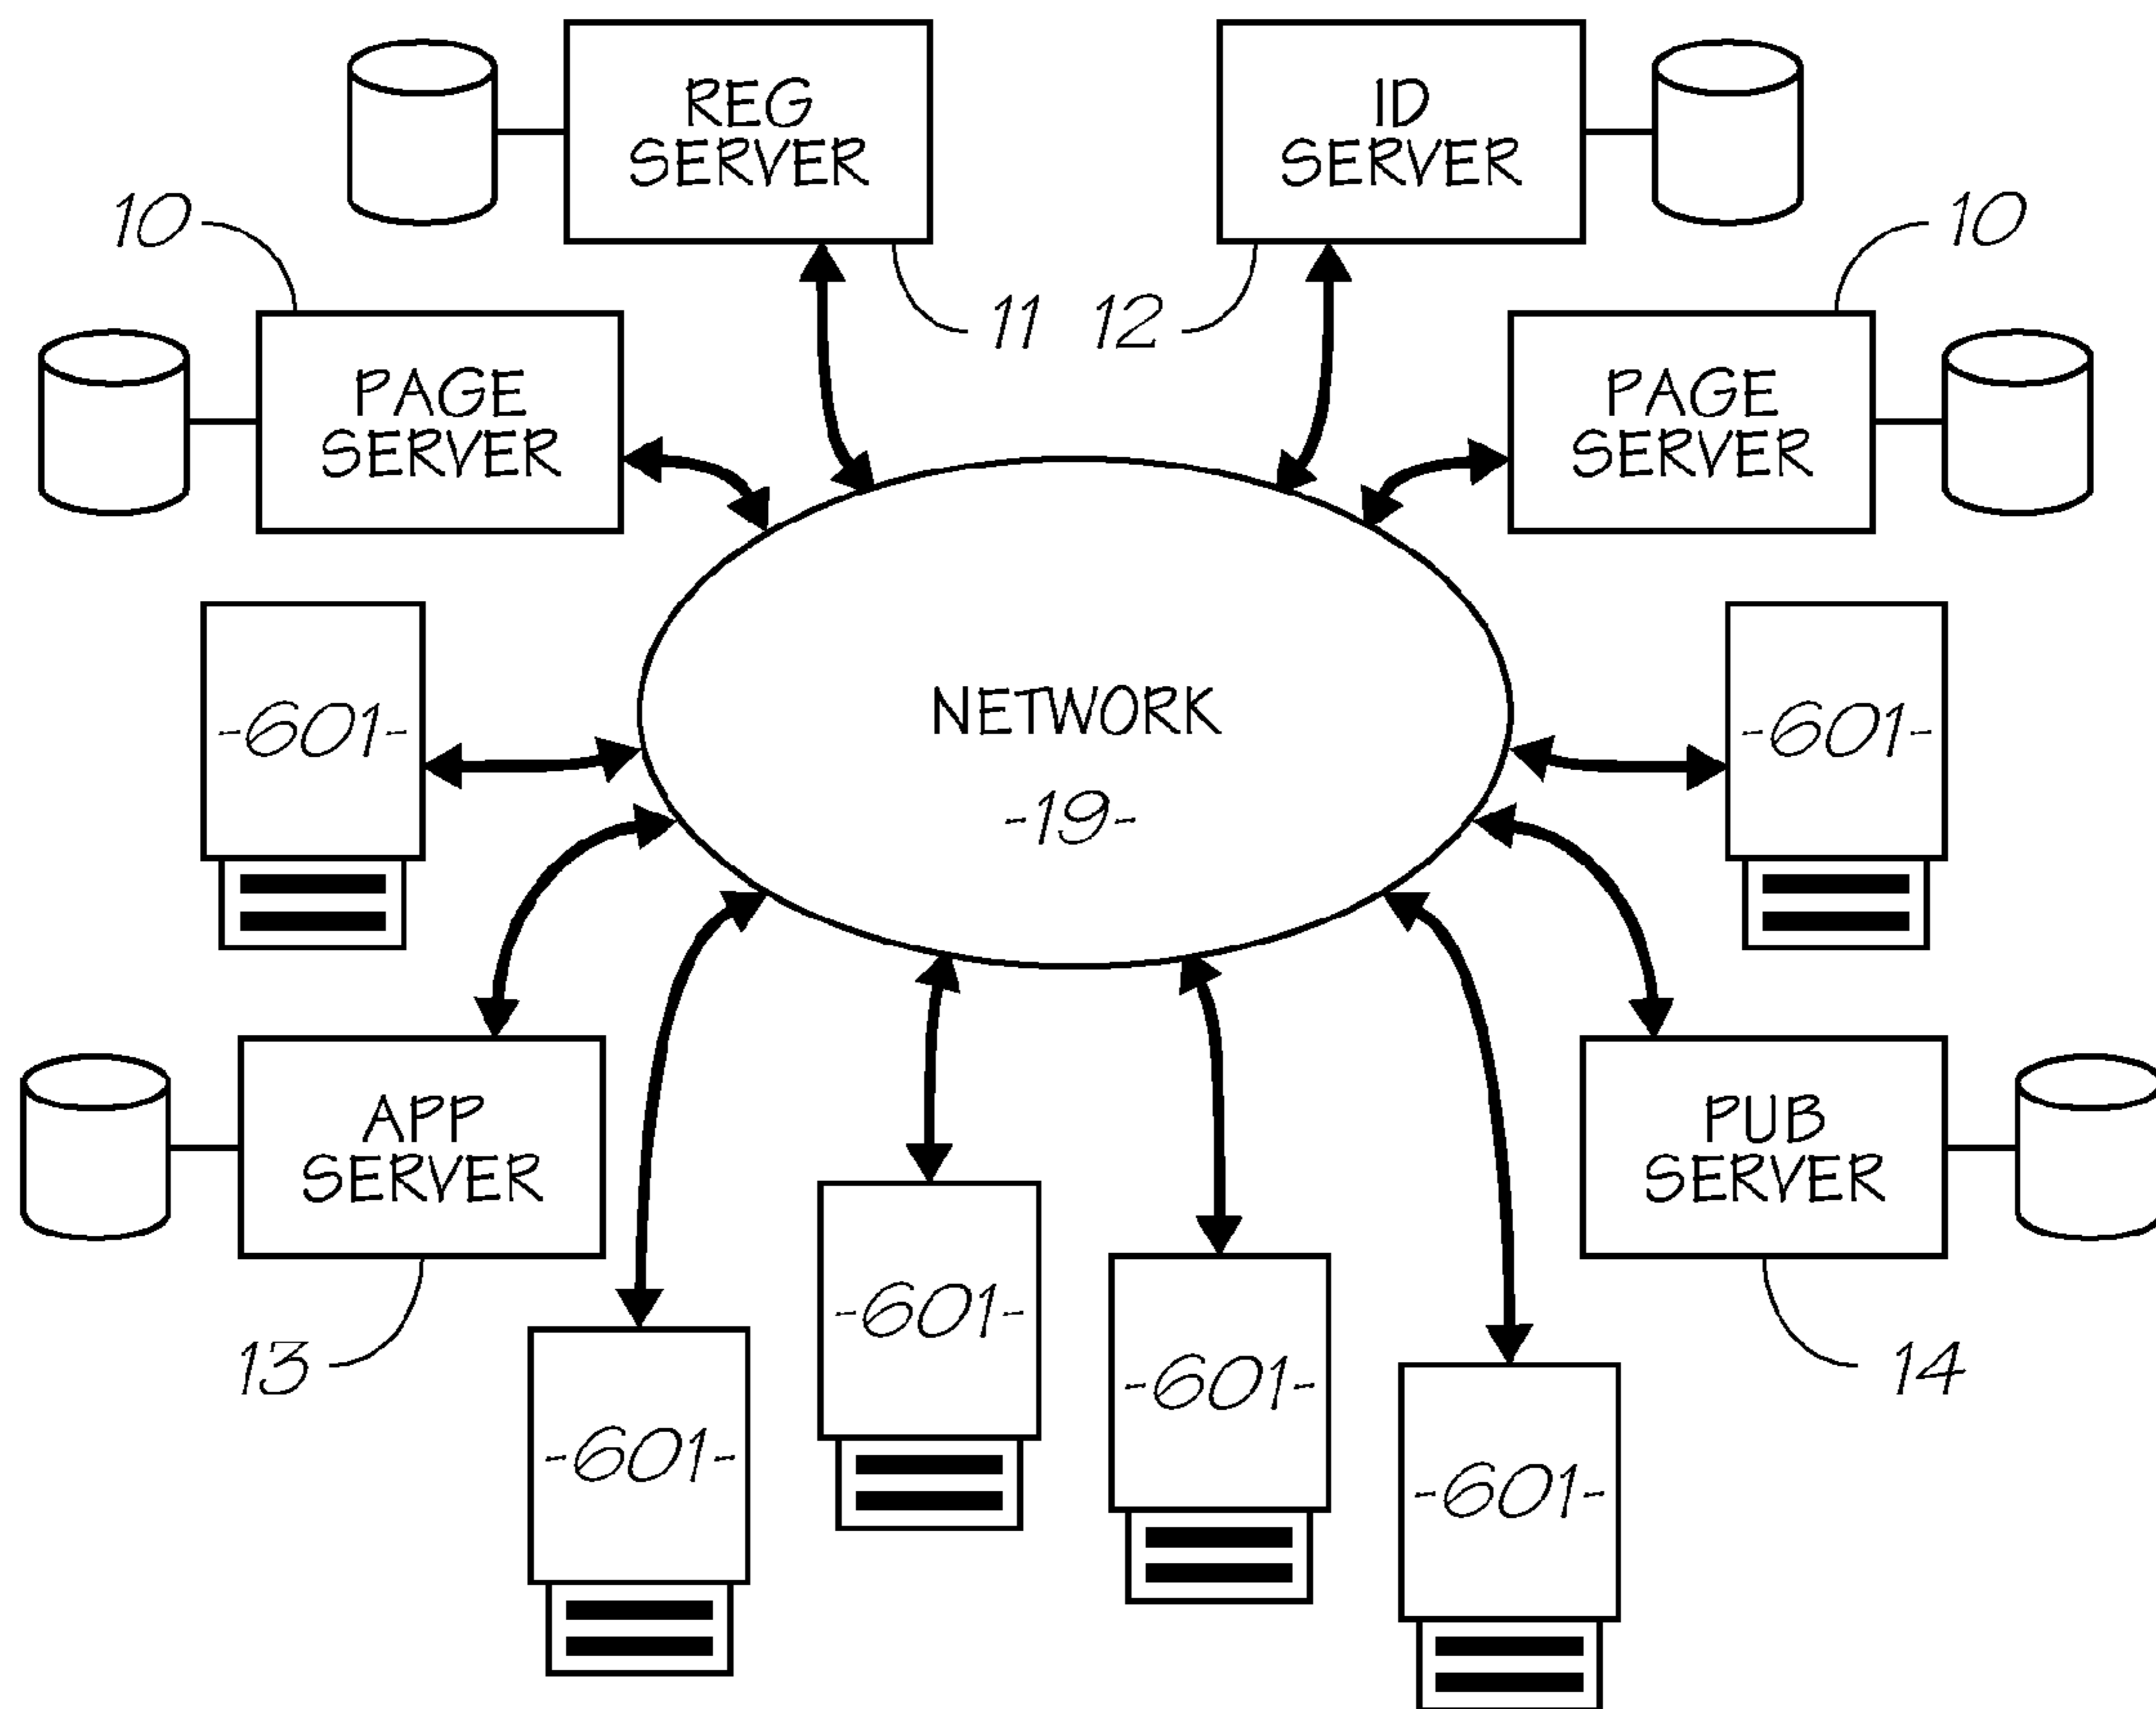 REG
SERVER
ID
SERVER
10
10
11
12
PAGE
SERVER
PAGE
SERVER
-601-
NETWORK
-19-
-601-
APP
SERVER
PUB
SERVER
13
-601-
-601-
-601-
-601-
14